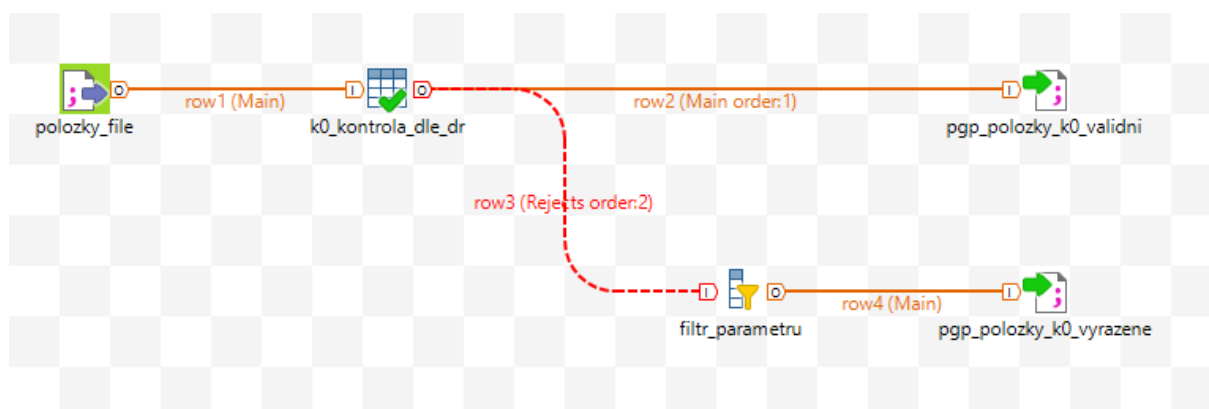 O
row1 (Main)
I
O
row2 (Main order:1)
I
polozky_file
k0_kontrola_dle_dr
pgp_polozky_k0_validni
row3 (Rejects order:2)
I
O
row4 (Main)
I
filtr_parametru
pgp_polozky_k0_vyrazene